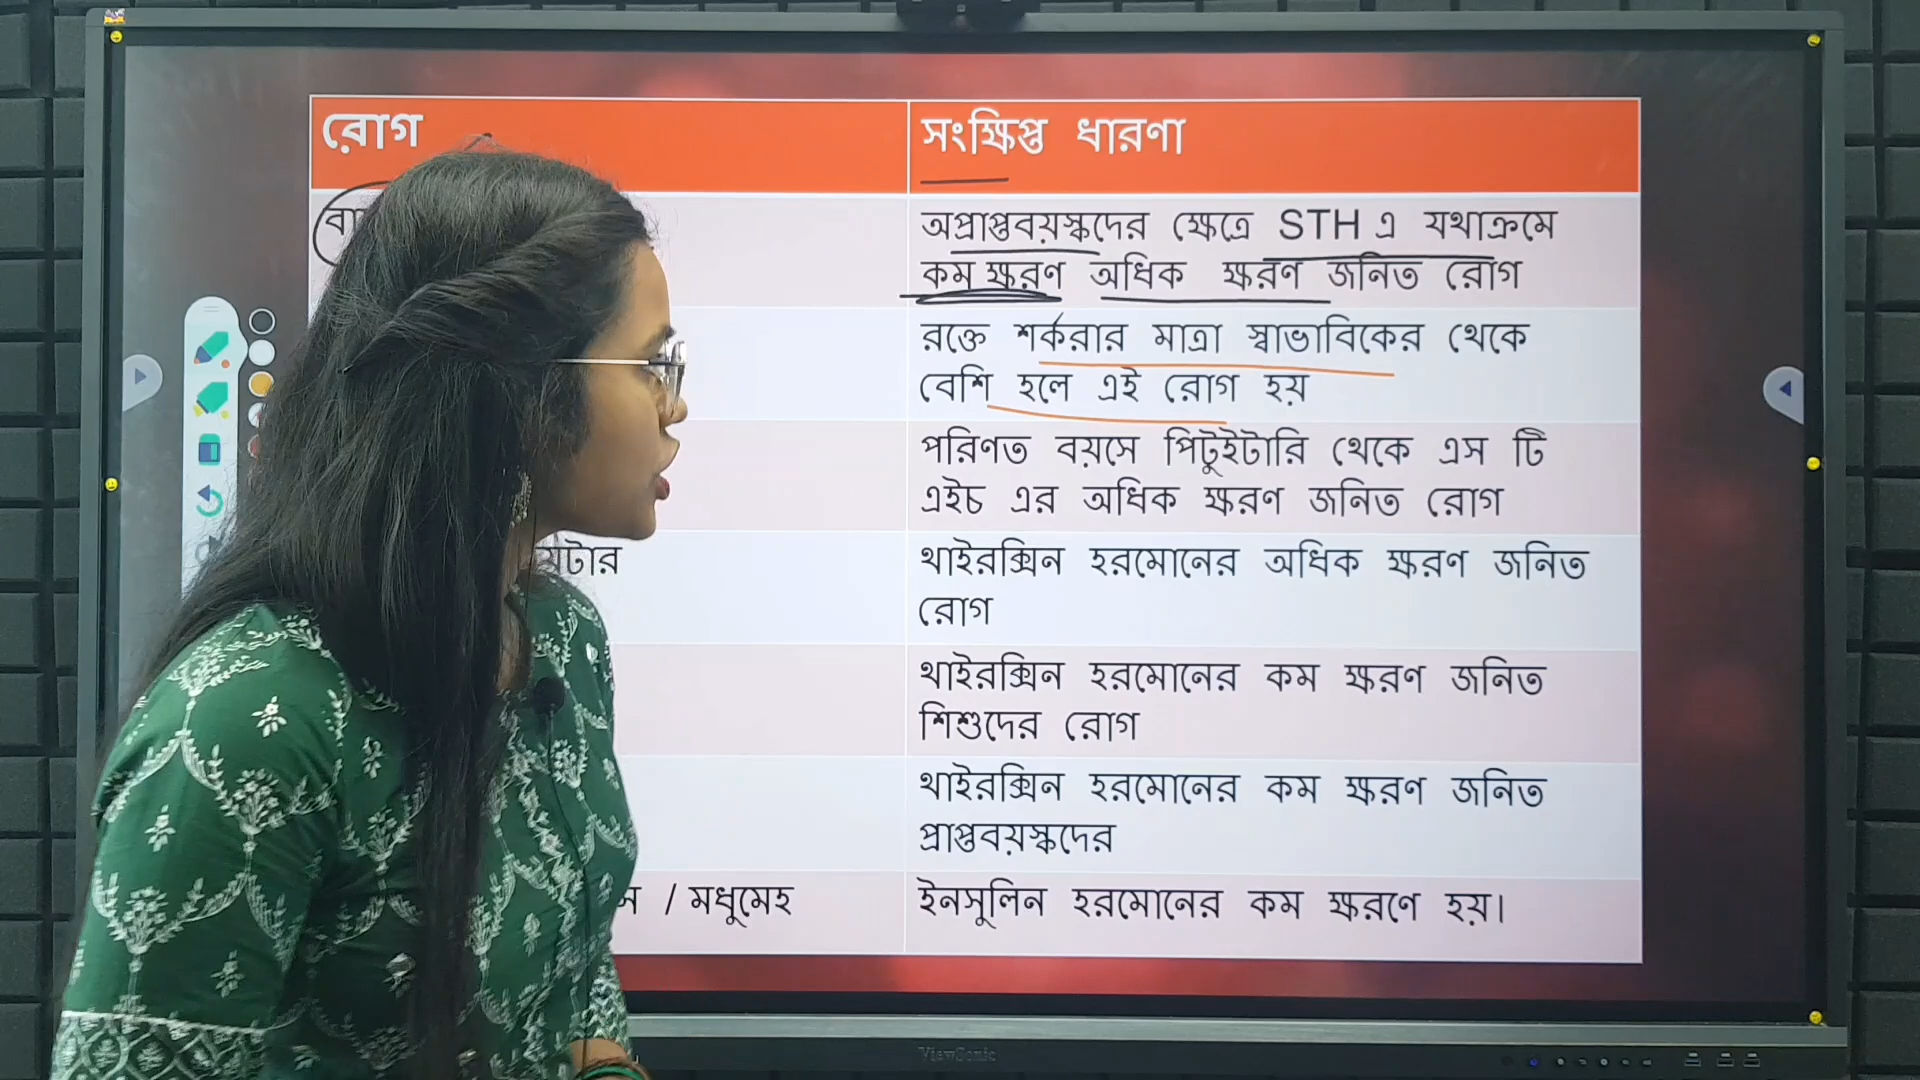 রোগ
সংক্ষিপ্ত ধারণা
অপ্রাপ্তবয়স্কদের ক্ষেত্রে STH এ যথাক্রমে
কম ক্ষরণ অধিক ক্ষরণ জনিত রোগ
রক্তে শর্করার মাত্রা স্বাভাবিকের থেকে
বেশি হলে এই রোগ হয়
পরিণত বয়সে পিটুইটারি থেকে এস টি
এইচ এর অধিক ক্ষরণ জনিত রোগ
থাইরক্সিন হরমোনের অধিক ক্ষরণ জনিত
রোগ
থাইরক্সিন হরমোনের কম ক্ষরণ জনিত
শিশুদের রোগ
থাইরক্সিন হরমোনের কম ক্ষরণ জনিত
প্রাপ্তবয়স্কদের
/ মধুমেহ
ইনসুলিন হরমোনের কম ক্ষরণে হয়।
ViewSonic